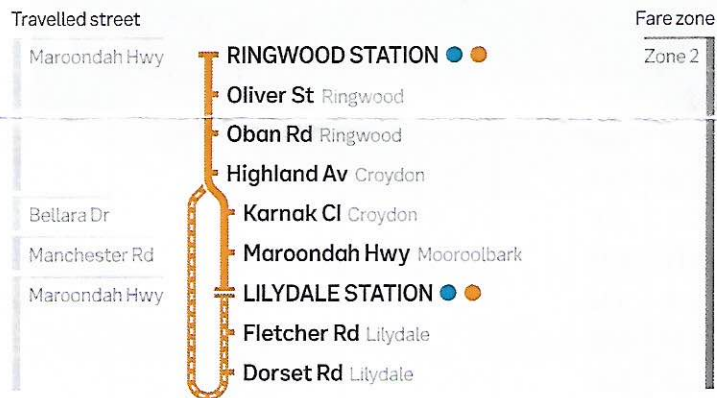 Travelled street
Fare zone
Maroondah Hwy
RINGWOOD STATION
Zone 2
Oliver St Ringwood
Oban Rd Ringwood
Highland Av Croydon
Bellara Dr
Karnak Cl Croydon
Manchester Rd
Maroondah Hwy Mooroolbark
Maroondah Hwy
LILYDALE STATION
Fletcher Rd Lilydale
Dorset Rd Lilydale